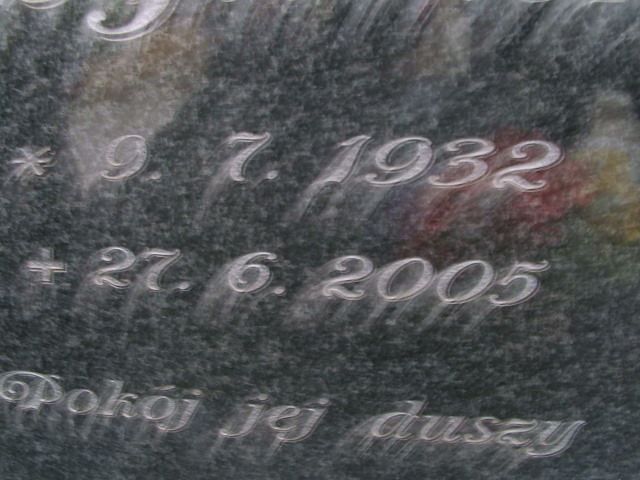 * 9. 7. 1932
+ 27. 6. 2005
Pokój jej duszy